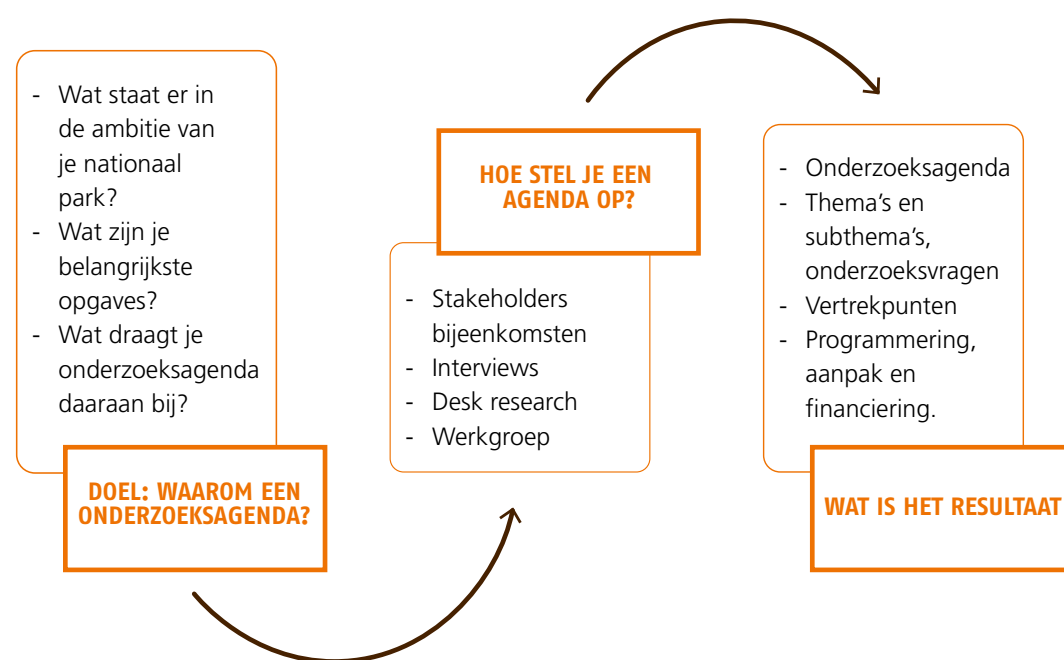 - Wat staat er in
de ambitie van
je nationaal
park?
- Wat zijn je
belangrijkste
opgaves?
- Wat draagt je
onderzoeksagenda
daaraan bij?
DOEL: WAAROM EEN
ONDERZOEKSAGENDA?
HOE STEL JE EEN
AGENDA OP?
- Stakeholders
bijeenkomsten
- Interviews
- Desk research
- Werkgroep
- Onderzoeksagenda
- Thema's en
subthema's,
onderzoeksvragen
- Vertrekpunten
- Programmering,
aanpak en
financiering.
WAT IS HET RESULTAAT